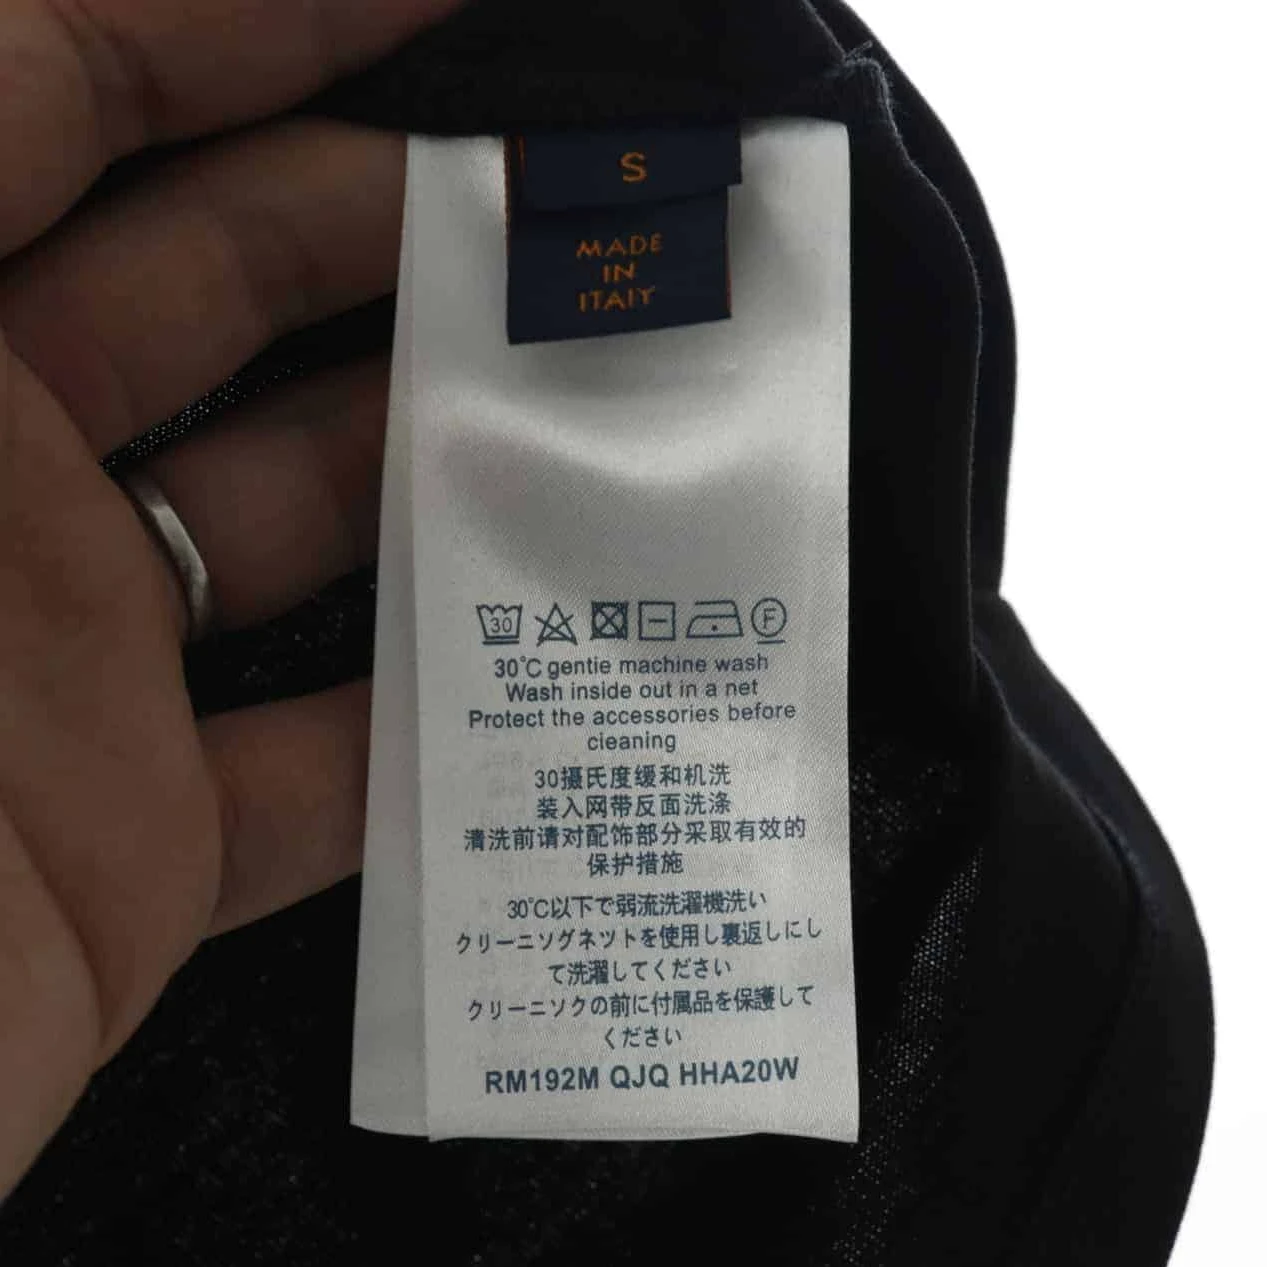 S
MADE
IN
ITAIY
30
F
30°C gentie machine wash
Wash inside out in a net
Protect the accessories before
cleaning
30摄氏度缓和机洗
装入网带反面洗涤
清洗前请对配饰部分采取有效的
保护措施
30℃以下で弱流洗濯機洗い
クリーニソグネツトを使用し裏返しにし
て洗濯してください
クリーニソクの前に付属品を保護して
ください
RM192M QJQ HHA20W